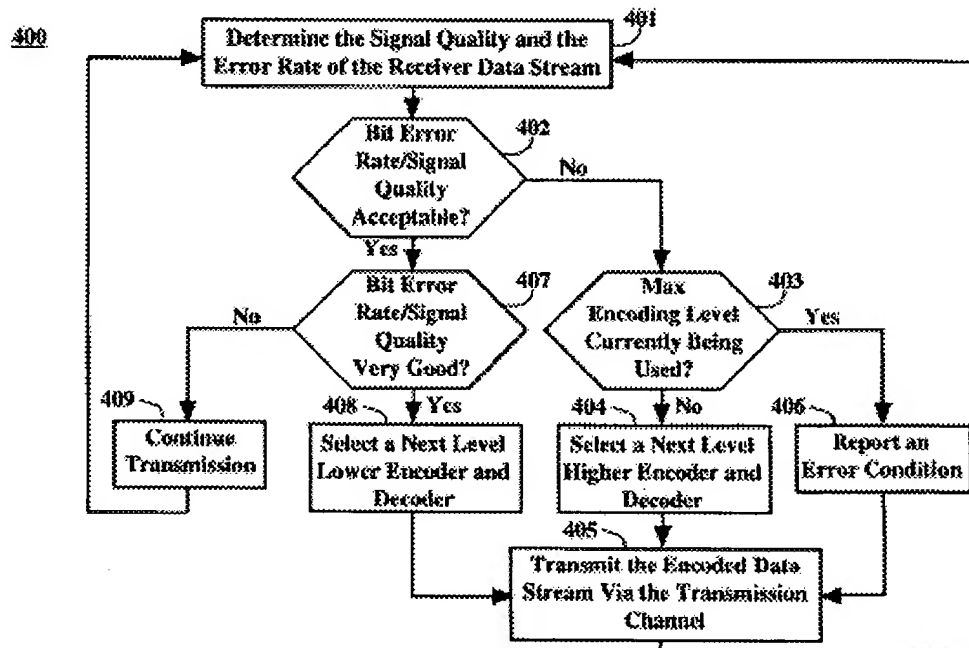 400
401
Determine the Signal Quality and the
Error Rate of the Receiver Data Stream
402
Bit Error
Rate/Signal
Quality
Acceptable?
No
Yes
407
Bit Error
Rate/Signal
Quality
Very Good?
No
403
Max
Encoding Level
Currently Being
Used?
Yes
409
Continue
Transmission
408
Yes
Select a Next Level
Lower Encoder and
Decoder
404
No
Select a Next Level
Higher Encoder and
Decoder
406
Report an
Error Condition
405
Transmit the Encoded Data
Stream Via the Transmission
Channel